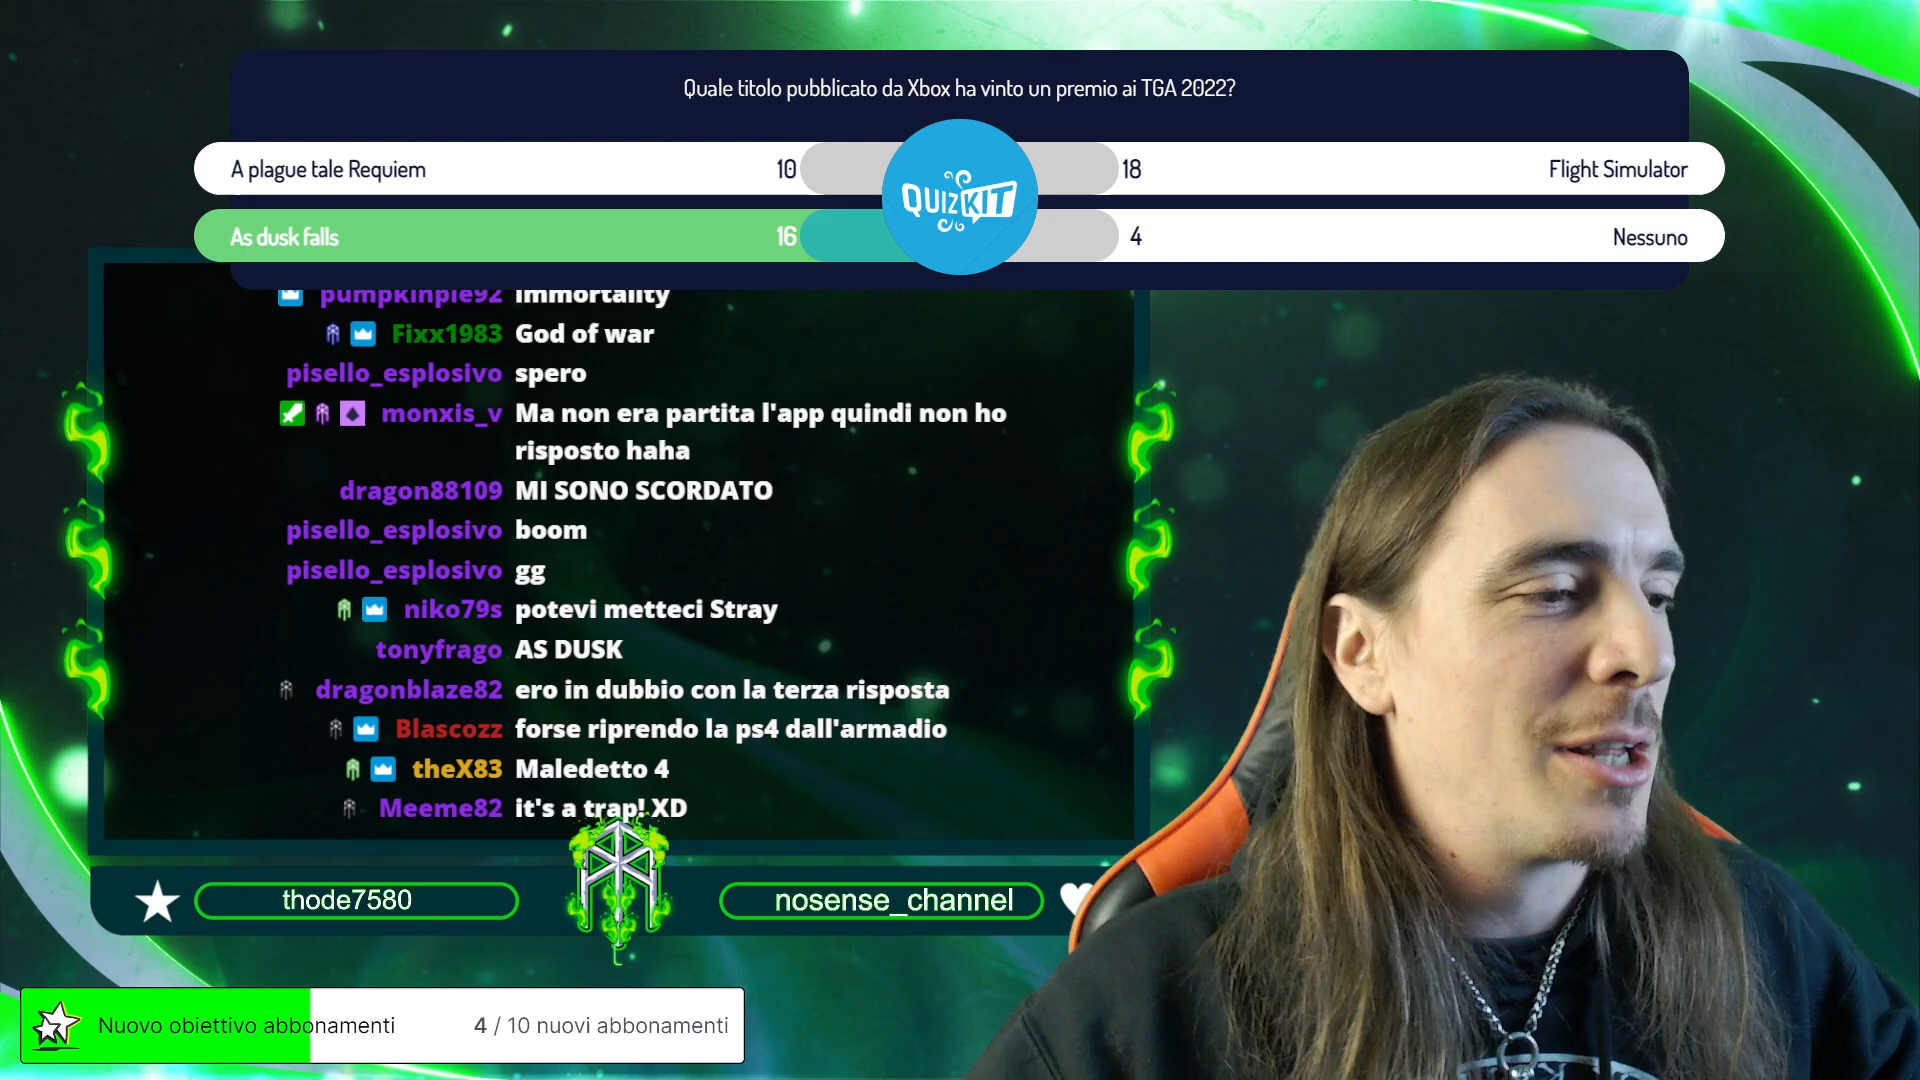 Quale titolo pubblicato da Xbox ha vinto un premio ai TGA 2022?
A plague tale Requiem 10
18 Flight Simulator
As dusk falls 16
4 Nessuno
QUIZKIT
pumpkinpie92 immortality
Fixx1983 God of war
pisello_esplosivo spero
monxis_v Ma non era partita l'app quindi non ho
risposto haha
dragon88109 MI SONO SCORDATO
pisello_esplosivo boom
pisello_esplosivo gg
niko79s potevi metteci Stray
tonyfrago AS DUSK
dragonblaze82 ero in dubbio con la terza risposta
Blascozz forse riprendo la ps4 dall'armadio
theX83 Maledetto 4
Meeme82 it's a trap! XD
thode7580
nosense_channel
Nuovo obiettivo abbonamenti 4 / 10 nuovi abbonamenti